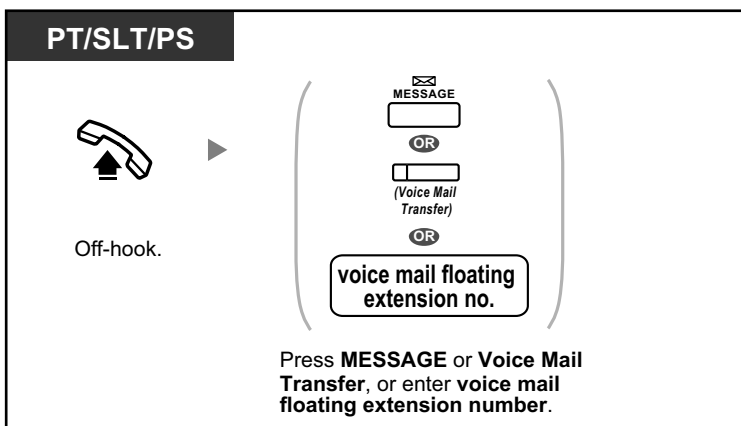 PT/SLT/PS
MESSAGE
OR
(Voice Mail
Transfer)
OR
voice mail floating
extension no.
Off-hook.
Press MESSAGE or Voice Mail
Transfer, or enter voice mail
floating extension number.